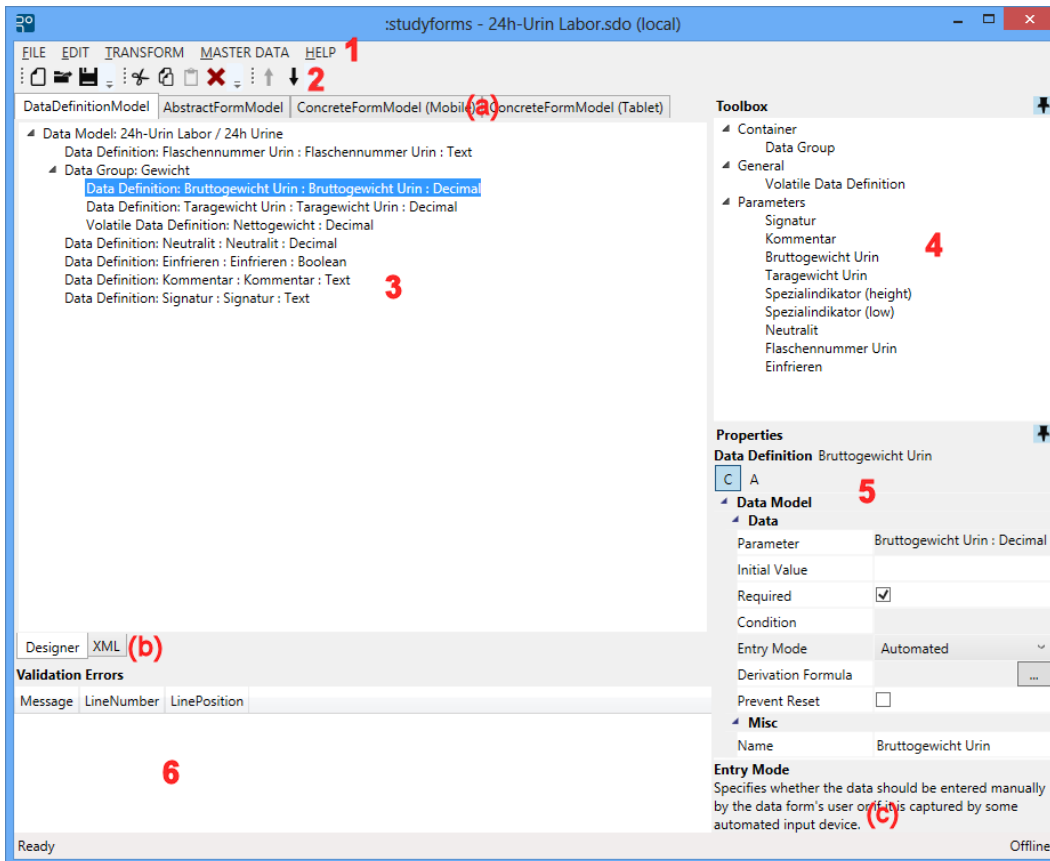 :studyforms - 24h-Urin Labor.sdo (local)
FILE EDIT TRANSFORM MASTER DATA HELP 1
2
DataDefinitionModel AbstractFormModel ConcreteFormModel (Mobile) (a) ConcreteFormModel (Tablet)
Data Model: 24h-Urin Labor / 24h Urine
Data Definition: Flaschennummer Urin : Flaschennummer Urin : Text
Data Group: Gewicht
Data Definition: Bruttogewicht Urin : Bruttogewicht Urin : Decimal
Data Definition: Taragewicht Urin : Taragewicht Urin : Decimal
Volatile Data Definition: Nettogewicht : Decimal
Data Definition: Neutralit : Neutralit : Decimal
Data Definition: Einfrieren : Einfrieren : Boolean
Data Definition: Kommentar : Kommentar : Text
Data Definition: Signatur : Signatur : Text
3
Designer XML (b)
Validation Errors
Message LineNumber LinePosition
6
Toolbox
Container
Data Group
General
Volatile Data Definition
Parameters
Signatur
Kommentar
Bruttogewicht Urin
Taragewicht Urin
Spezialindikator (height)
Spezialindikator (low)
Neutralit
Flaschennummer Urin
Einfrieren
4
Properties
Data Definition Bruttogewicht Urin
C A
5
Data Model
Data
Parameter Bruttogewicht Urin : Decimal
Initial Value
Required
Condition
Entry Mode Automated
Derivation Formula ...
Prevent Reset
Misc
Name Bruttogewicht Urin
Entry Mode
Specifies whether the data should be entered manually
by the data form's user or if it is captured by some
automated input device.
(c)
Ready Offline